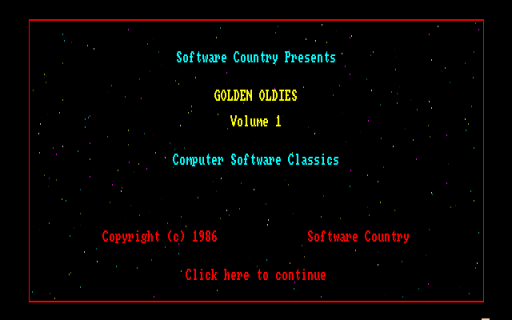 Software Country Presents
GOLDEN OLDIES
Volume 1
Computer Software Classics
Copyright (c) 1986 Software Country
Click here to continue